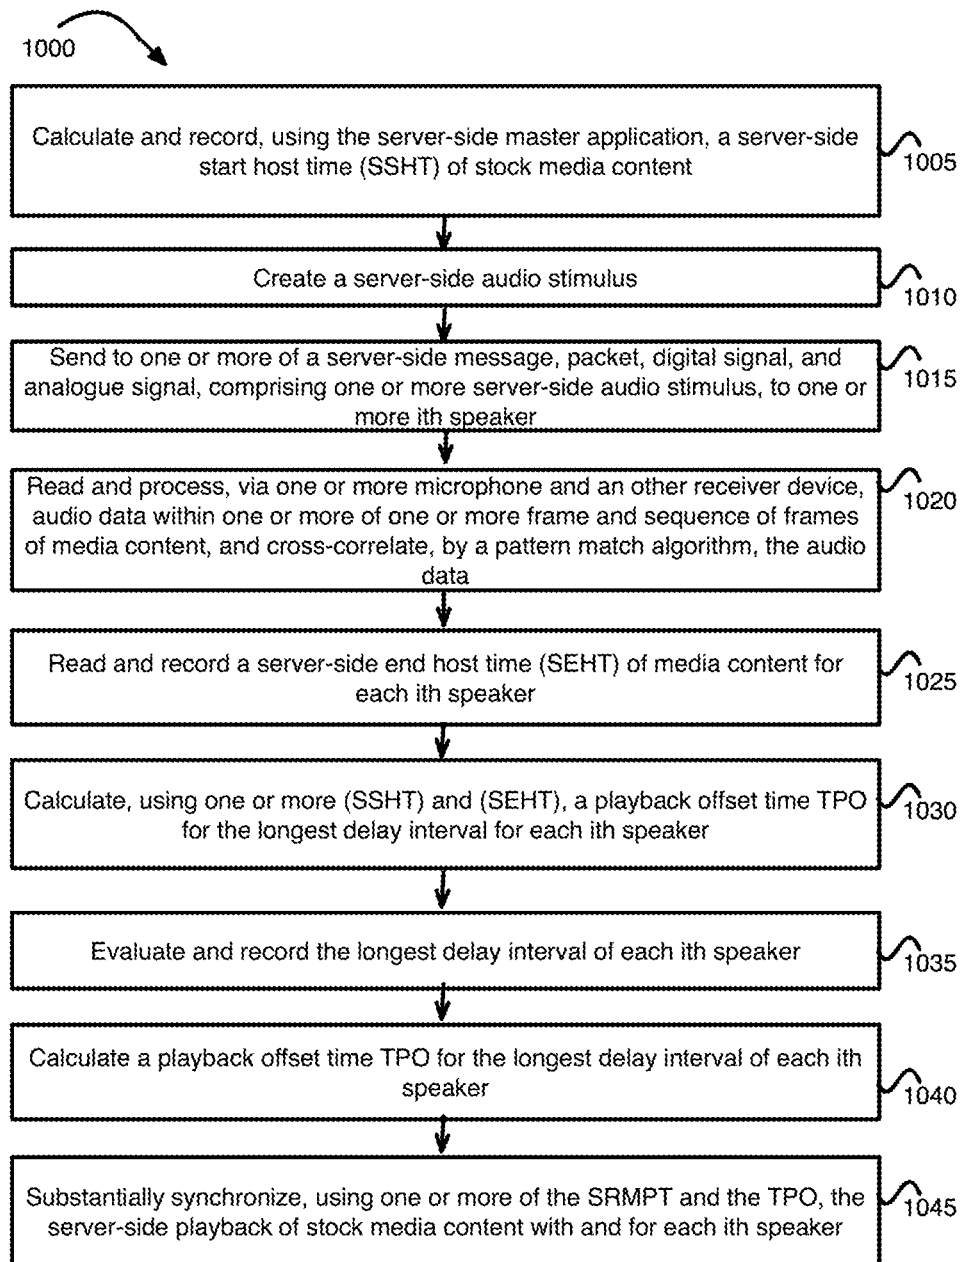 1000
Calculate and record, using the server-side master application, a server-side
start host time (SSHT) of stock media content
1005
Create a server-side audio stimulus
1010
Send to one or more of a server-side message, packet, digital signal, and
analogue signal, comprising one or more server-side audio stimulus, to one or
more ith speaker
1015
Read and process, via one or more microphone and an other receiver device,
audio data within one or more of one or more frame and sequence of frames
of media content, and cross-correlate, by a pattern match algorithm, the audio
data
1020
Read and record a server-side end host time (SEHT) of media content for
each ith speaker
1025
Calculate, using one or more (SSHT) and (SEHT), a playback offset time TPO
for the longest delay interval for each ith speaker
1030
Evaluate and record the longest delay interval of each ith speaker
1035
Calculate a playback offset time TPO for the longest delay interval of each ith
speaker
1040
Substantially synchronize, using one or more of the SRMPT and the TPO, the
server-side playback of stock media content with and for each ith speaker
1045